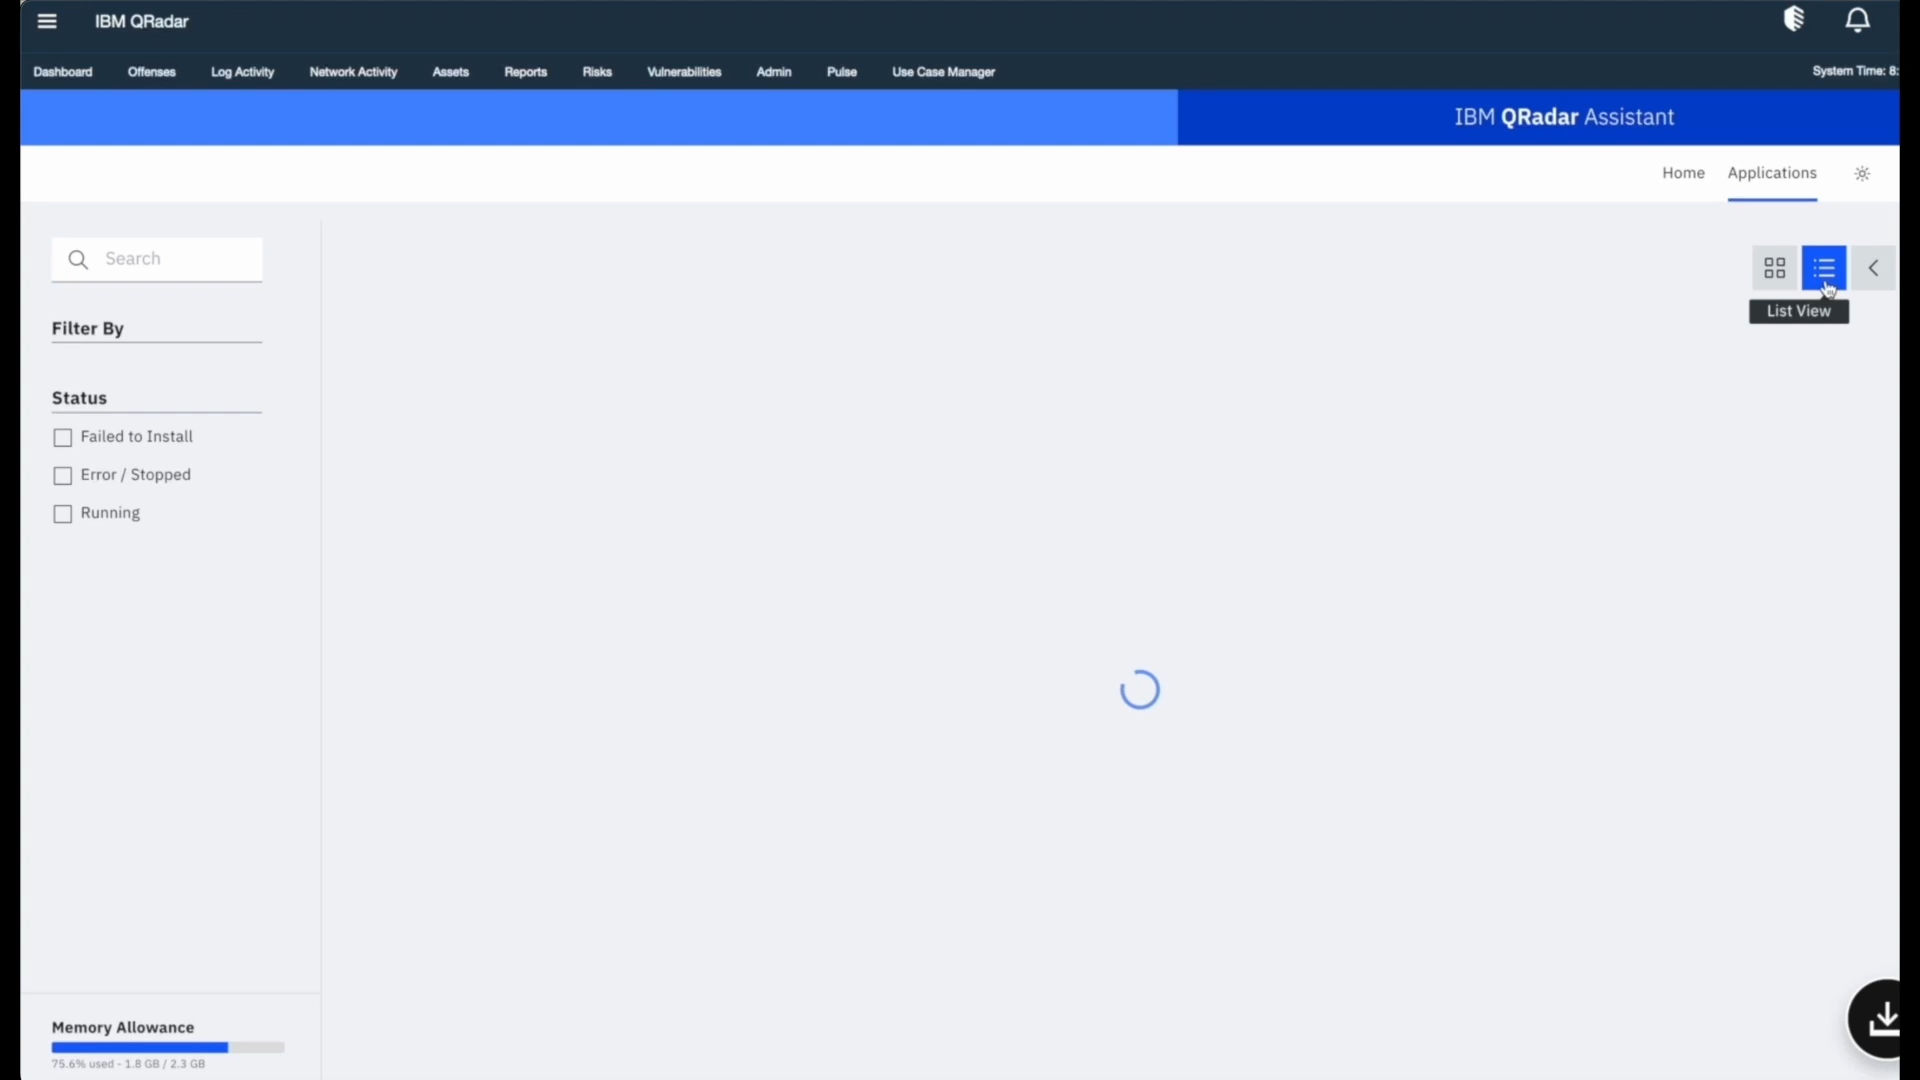 IBM QRadar
Dashboard Offenses Log Activity Network Activity Assets Reports Risks Vulnerabilities Admin Pulse Use Case Manager System Time: 8:
IBM QRadar Assistant
Home Applications
Search
List View
Filter By
Status
Failed to Install
Error / Stopped
Running
Memory Allowance
75.6% used - 1.8 GB / 2.3 GB